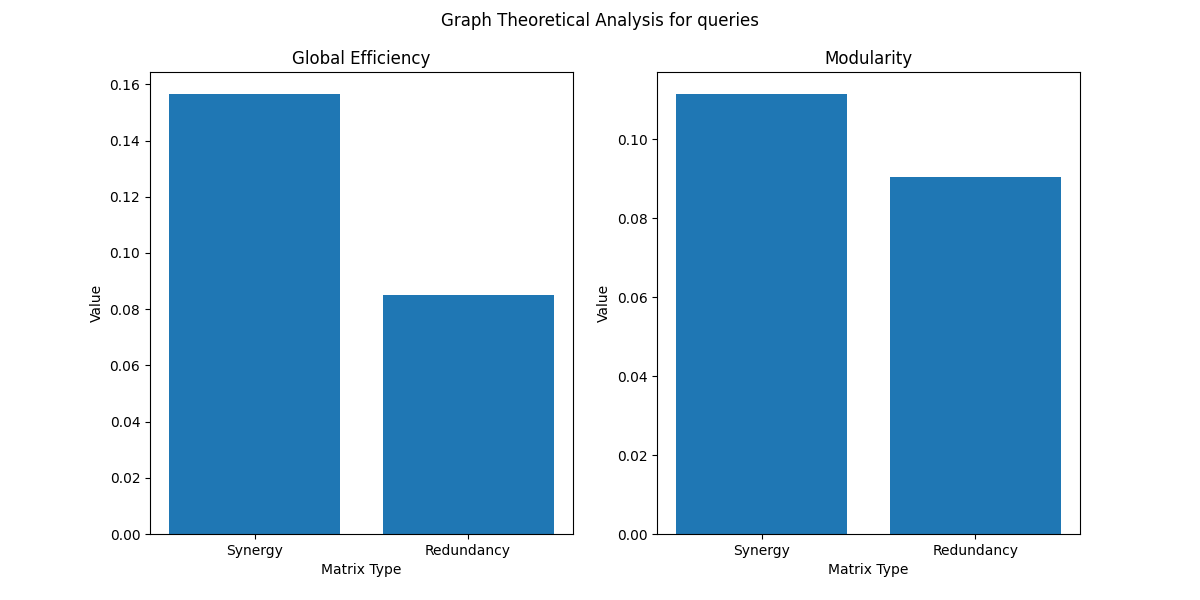 Graph Theoretical Analysis for queries
Global Efficiency
0.16
0.14
0.12
0.10
0.08
0.06
0.04
0.02
0.00
Value
Synergy
Redundancy
Matrix Type
Modularity
0.10
0.08
0.06
0.04
0.02
0.00
Value
Synergy
Redundancy
Matrix Type